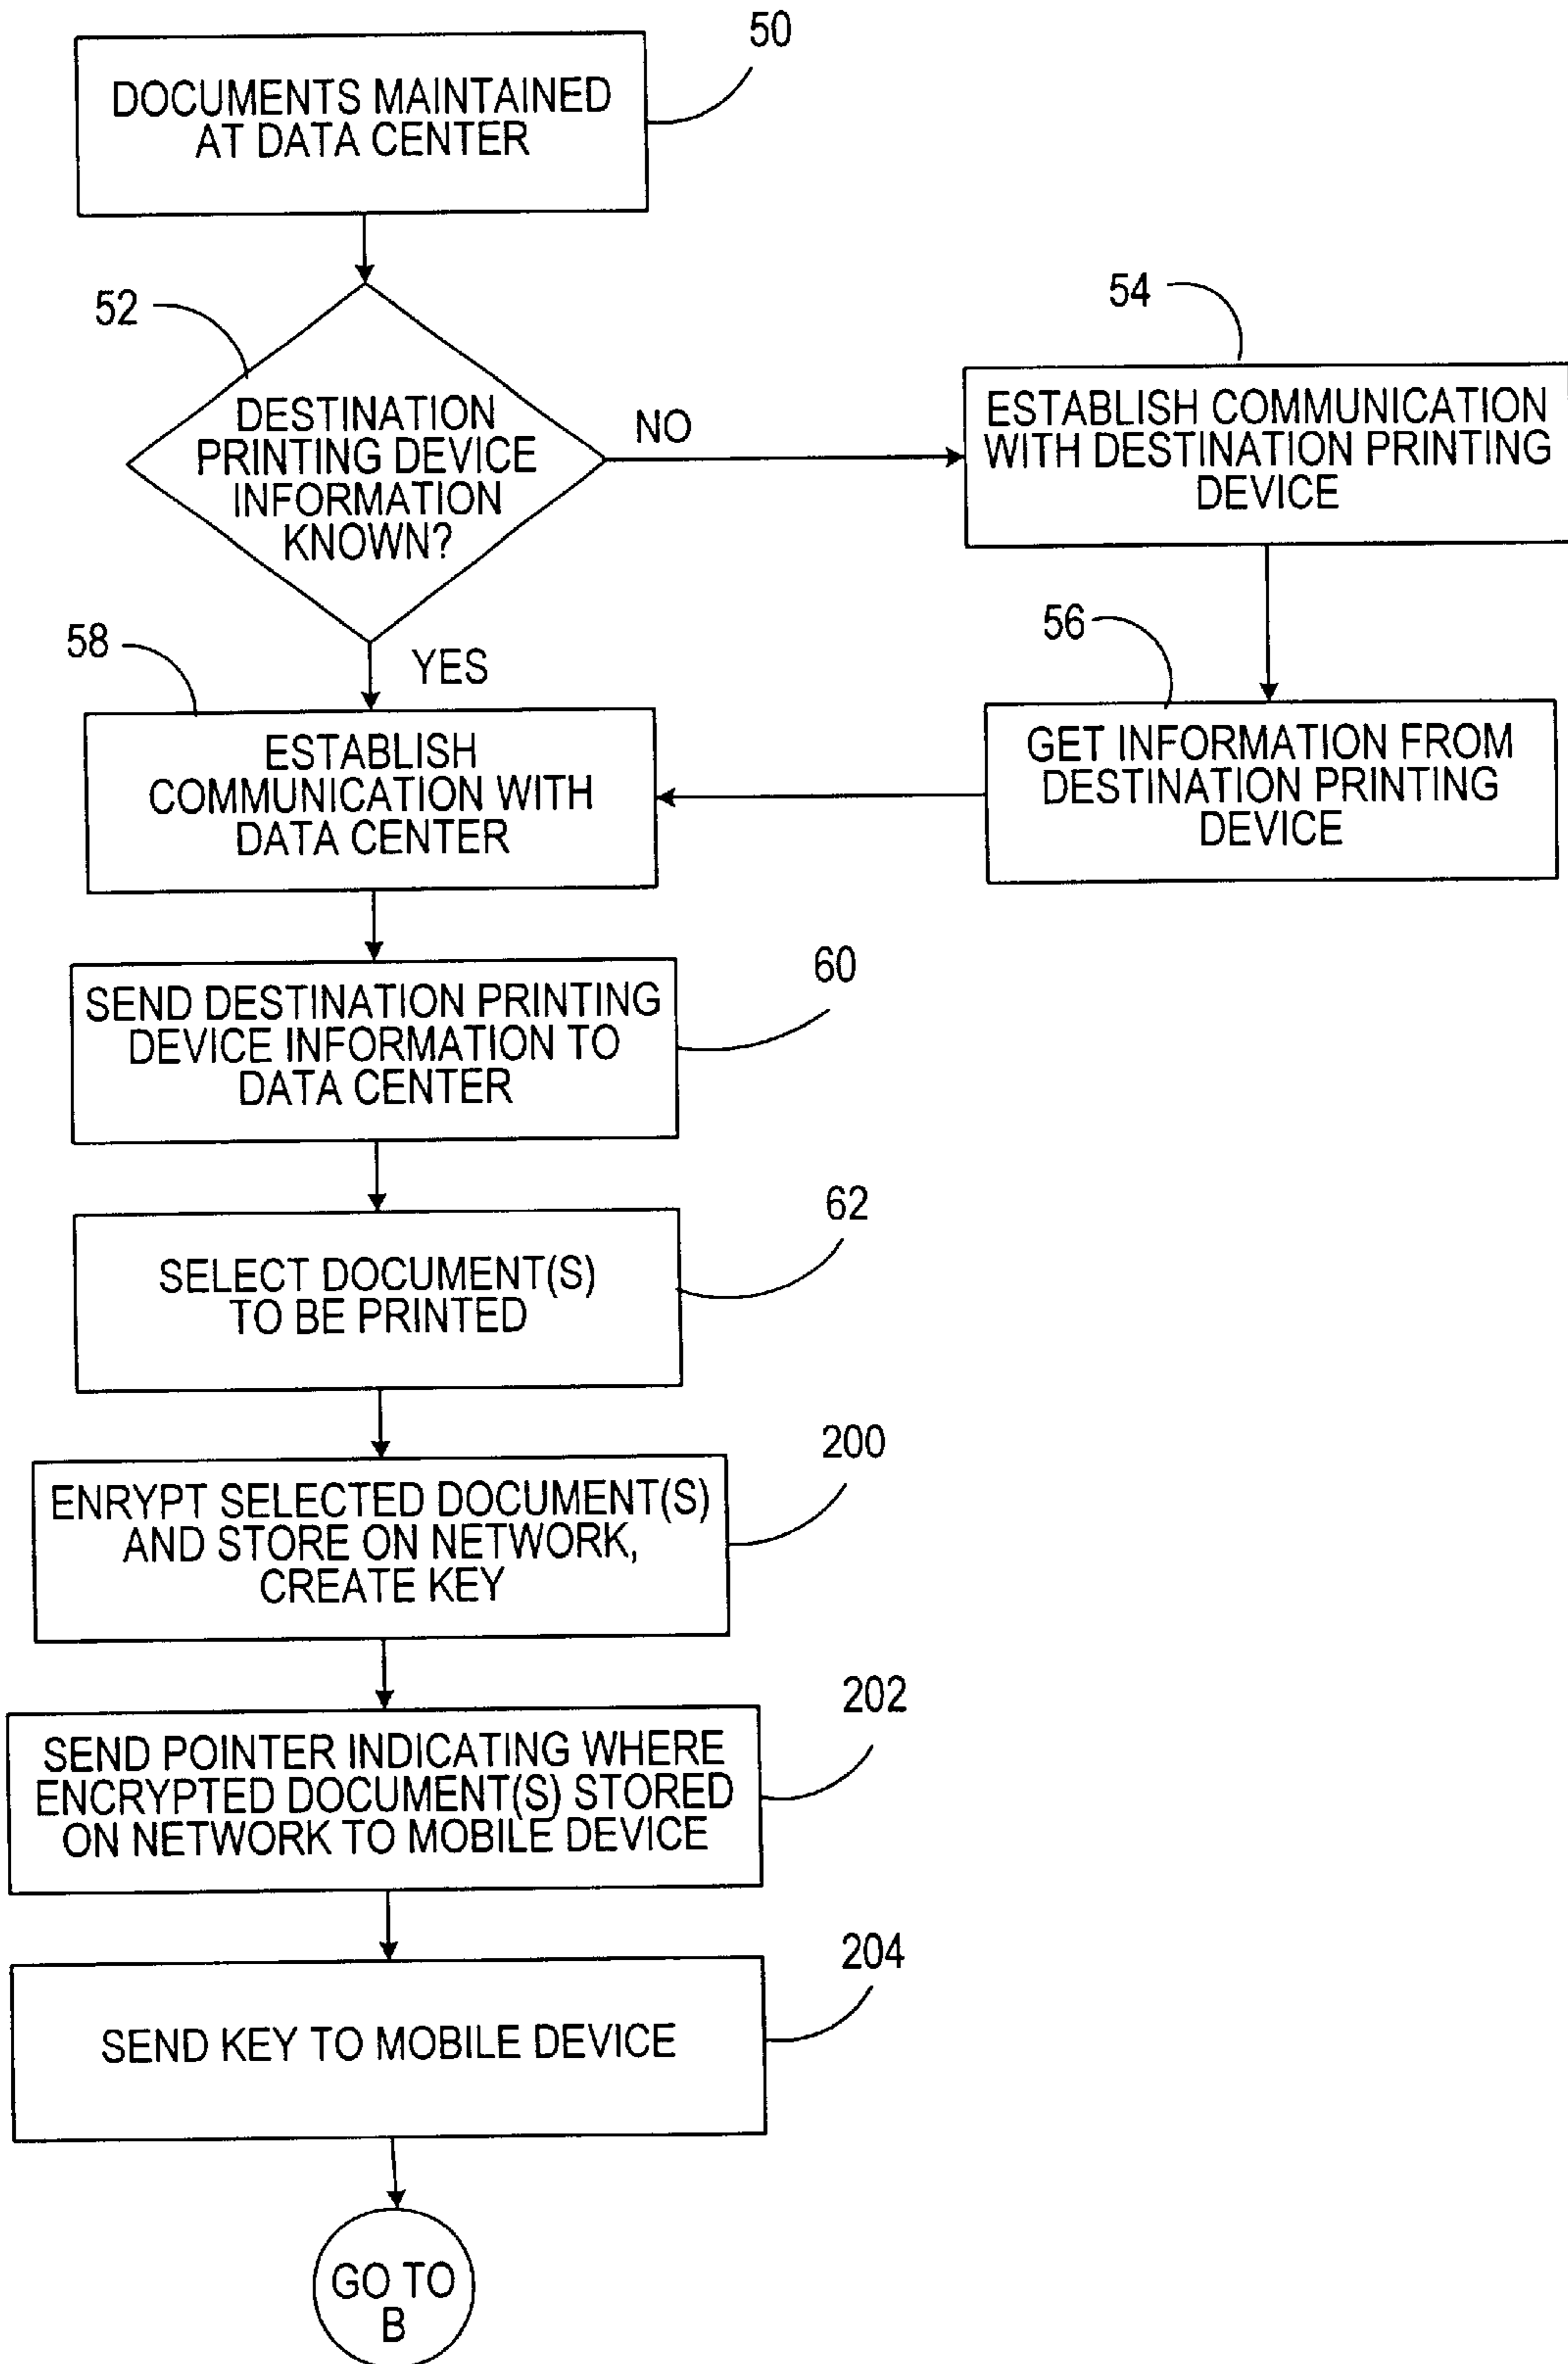 50
DOCUMENTS MAINTAINED
AT DATA CENTER
52
DESTINATION
PRINTING DEVICE
INFORMATION
KNOWN?
NO
54
ESTABLISH COMMUNICATION
WITH DESTINATION PRINTING
DEVICE
YES
56
GET INFORMATION FROM
DESTINATION PRINTING
DEVICE
58
ESTABLISH
COMMUNICATION WITH
DATA CENTER
60
SEND DESTINATION PRINTING
DEVICE INFORMATION TO
DATA CENTER
62
SELECT DOCUMENT(S)
TO BE PRINTED
200
ENRYPT SELECTED DOCUMENT(S)
AND STORE ON NETWORK,
CREATE KEY
202
SEND POINTER INDICATING WHERE
ENCRYPTED DOCUMENT(S) STORED
ON NETWORK TO MOBILE DEVICE
204
SEND KEY TO MOBILE DEVICE
GO TO
B